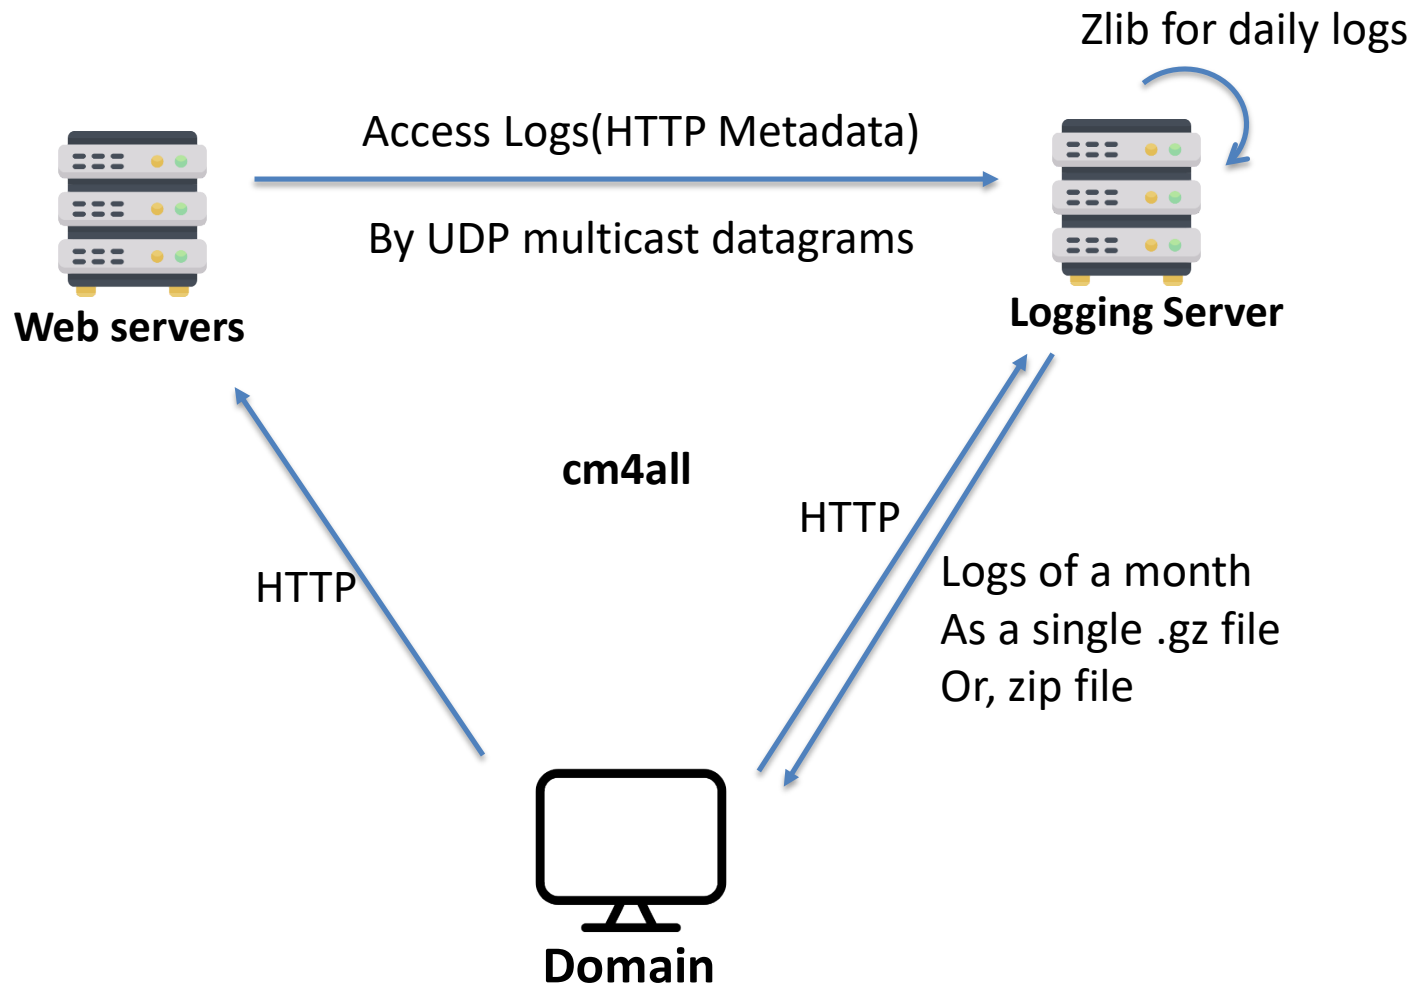 Zlib for daily logs
Access Logs(HTTP Metadata)
By UDP multicast datagrams
Web servers
Logging Server
cm4all
HTTP
HTTP
Logs of a month
As a single .gz file
Or, zip file
Domain